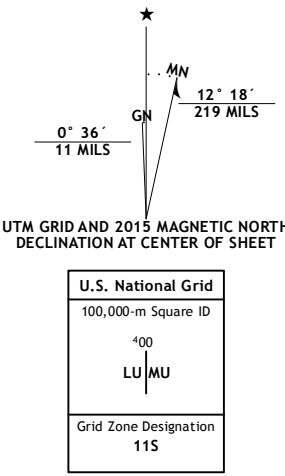 ★
MN
12° 18´
219 MILS
GN
0° 36´
11 MILS
UTM GRID AND 2015 MAGNETIC NORTH
DECLINATION AT CENTER OF SHEET
U.S. National Grid
100,000-m Square ID
⁴00
LU MU
Grid Zone Designation
11S